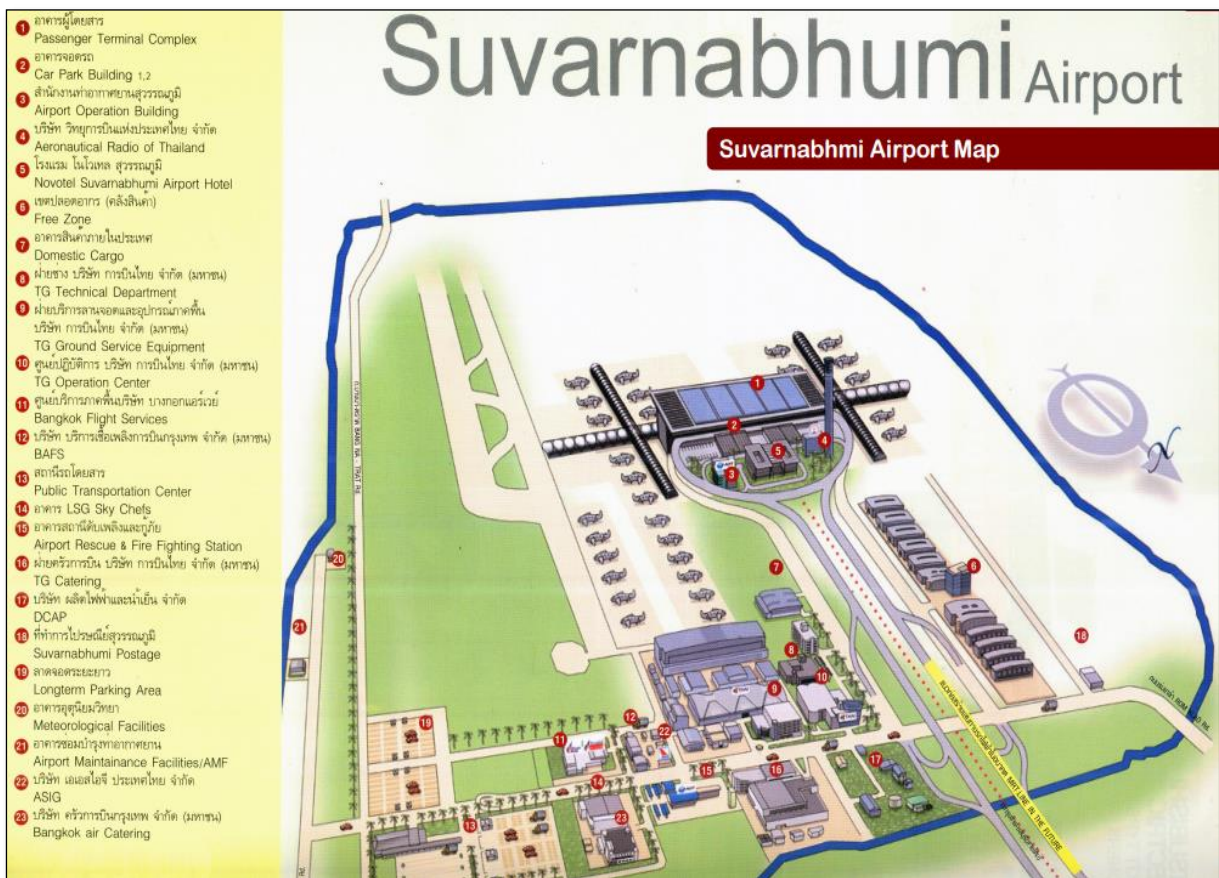 1 อาคารผู้โดยสาร
Passenger Terminal Complex
2 อาคารจอดรถ
Car Park Building 1,2
3 สำนักงานท่าอากาศยานสุวรรณภูมิ
Airport Operation Building
4 บริษัท วิทยุการบินแห่งประเทศไทย จำกัด
Aeronautical Radio of Thailand
5 โรงแรม โนโวเทล สุวรรณภูมิ
Novotel Suvarnabhumi Airport Hotel
6 เขตปลอดอากร (คลังสินค้า)
Free Zone
7 อาคารสินค้าภายในประเทศ
Domestic Cargo
8 ฝ่ายช่าง บริษัท การบินไทย จำกัด (มหาชน)
TG Technical Department
9 ฝ่ายบริการลานจอดและอุปกรณ์ภาคพื้น
บริษัท การบินไทย จำกัด (มหาชน)
TG Ground Service Equipment
10 ศูนย์ปฏิบัติการ บริษัท การบินไทย จำกัด (มหาชน)
TG Operation Center
11 ศูนย์บริการภาคพื้นบริษัท บางกอกแอร์เวย์
Bangkok Flight Services
12 บริษัท บริการเชื้อเพลิงการบินกรุงเทพ จำกัด (มหาชน)
BAFS
13 สถานีรถโดยสาร
Public Transportation Center
14 อาคาร LSG Sky Chefs
15 อาคารสถานีดับเพลิงและกู้ภัย
Airport Rescue & Fire Fighting Station
16 ฝ่ายครัวการบิน บริษัท การบินไทย จำกัด (มหาชน)
TG Catering
17 บริษัท ผลิตไฟฟ้าและน้ำเย็น จำกัด
DCAP
18 ที่ทำการไปรษณีย์สุวรรณภูมิ
Suvarnabhumi Postage
19 ลาดจอดระยะยาว
Longterm Parking Area
20 อาคารอุตุนิยมวิทยา
Meteorological Facilities
21 อาคารซ่อมบำรุงท่าอากาศยาน
Airport Maintainance Facilities/AMF
22 บริษัท เอเอสไอจี ประเทศไทย จำกัด
ASIG
23 บริษัท ครัวการบินกรุงเทพ จำกัด (มหาชน)
Bangkok air Catering
Suvarnabhumi Airport
Suvarnabhmi Airport Map
N
1
2
5
4
3
6
7
8
9
10
11
12
22
18
19
20
21
14
15
16
17
13
23
BANG NA - TRAT Rd.
MRT LINE IN THE FUTURE